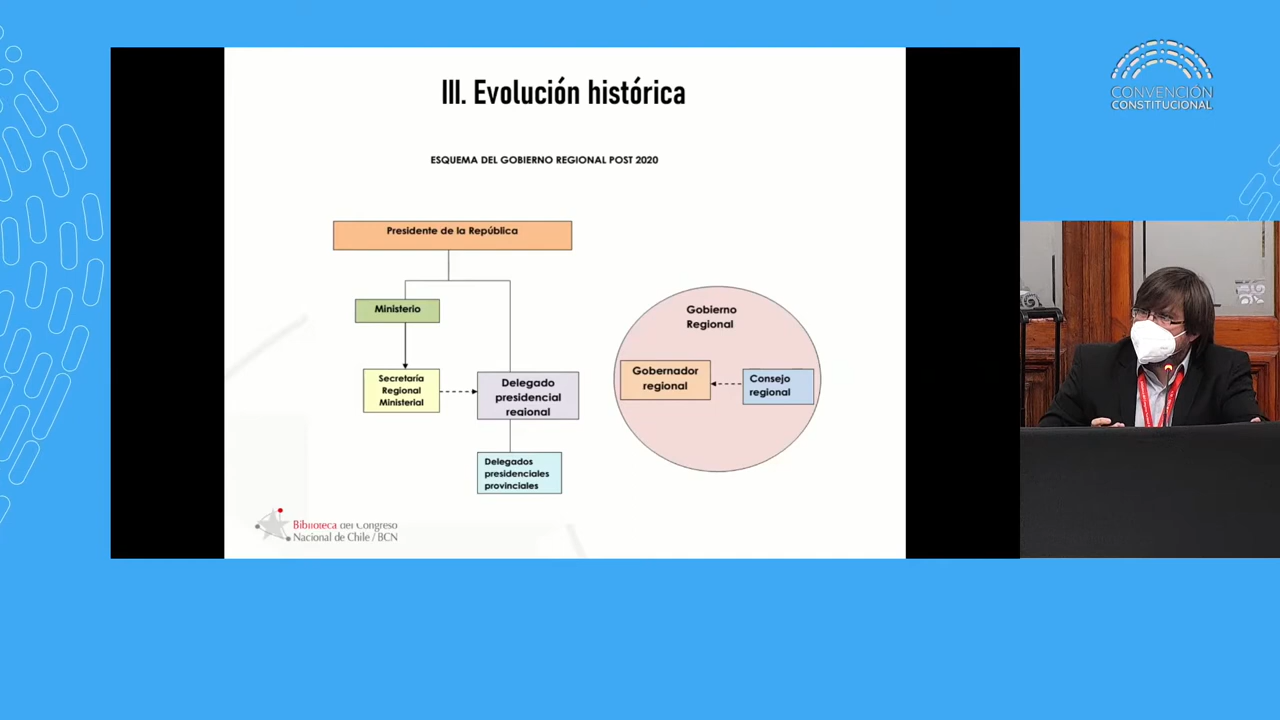 CONVENCIÓN
CONSTITUCIONAL
III. Evolución histórica
ESQUEMA DEL GOBIERNO REGIONAL POST 2020
Presidente de la República
Ministerio
Secretaría
Regional
Ministerial
Delegado
presidencial
regional
Delegados
presidenciales
provinciales
Gobierno
Regional
Gobernador
regional
Consejo
regional
Biblioteca del Congreso
Nacional de Chile / BCN